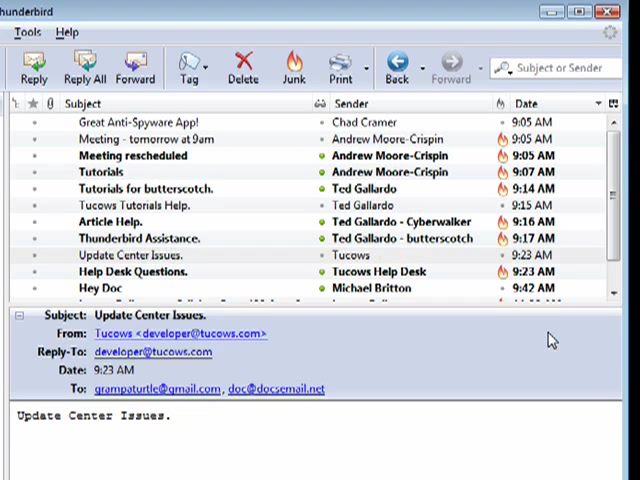 hunderbird
Tools Help
Reply Reply All Forward Tag Delete Junk Print Back Forward Subject or Sender
Subject Sender Date
Great Anti-Spyware App! Chad Cramer 9:05 AM
Meeting - tomorrow at 9am Andrew Moore-Crispin 9:05 AM
Meeting rescheduled Andrew Moore-Crispin 9:05 AM
Tutorials Andrew Moore-Crispin 9:07 AM
Tutorials for butterscotch. Ted Gallardo 9:14 AM
Tucows Tutorials Help. Ted Gallardo 9:15 AM
Article Help. Ted Gallardo - Cyberwalker 9:16 AM
Thunderbird Assistance. Ted Gallardo - butterscotch 9:17 AM
Update Center Issues. Tucows 9:23 AM
Help Desk Questions. Tucows Help Desk 9:23 AM
Hey Doc Michael Britton 9:42 AM
Subject: Update Center Issues.
From: Tucows <developer@tucows.com>
Reply-To: developer@tucows.com
Date: 9:23 AM
To: grampaturtle@gmail.com, doc@docsemail.net
Update Center Issues.